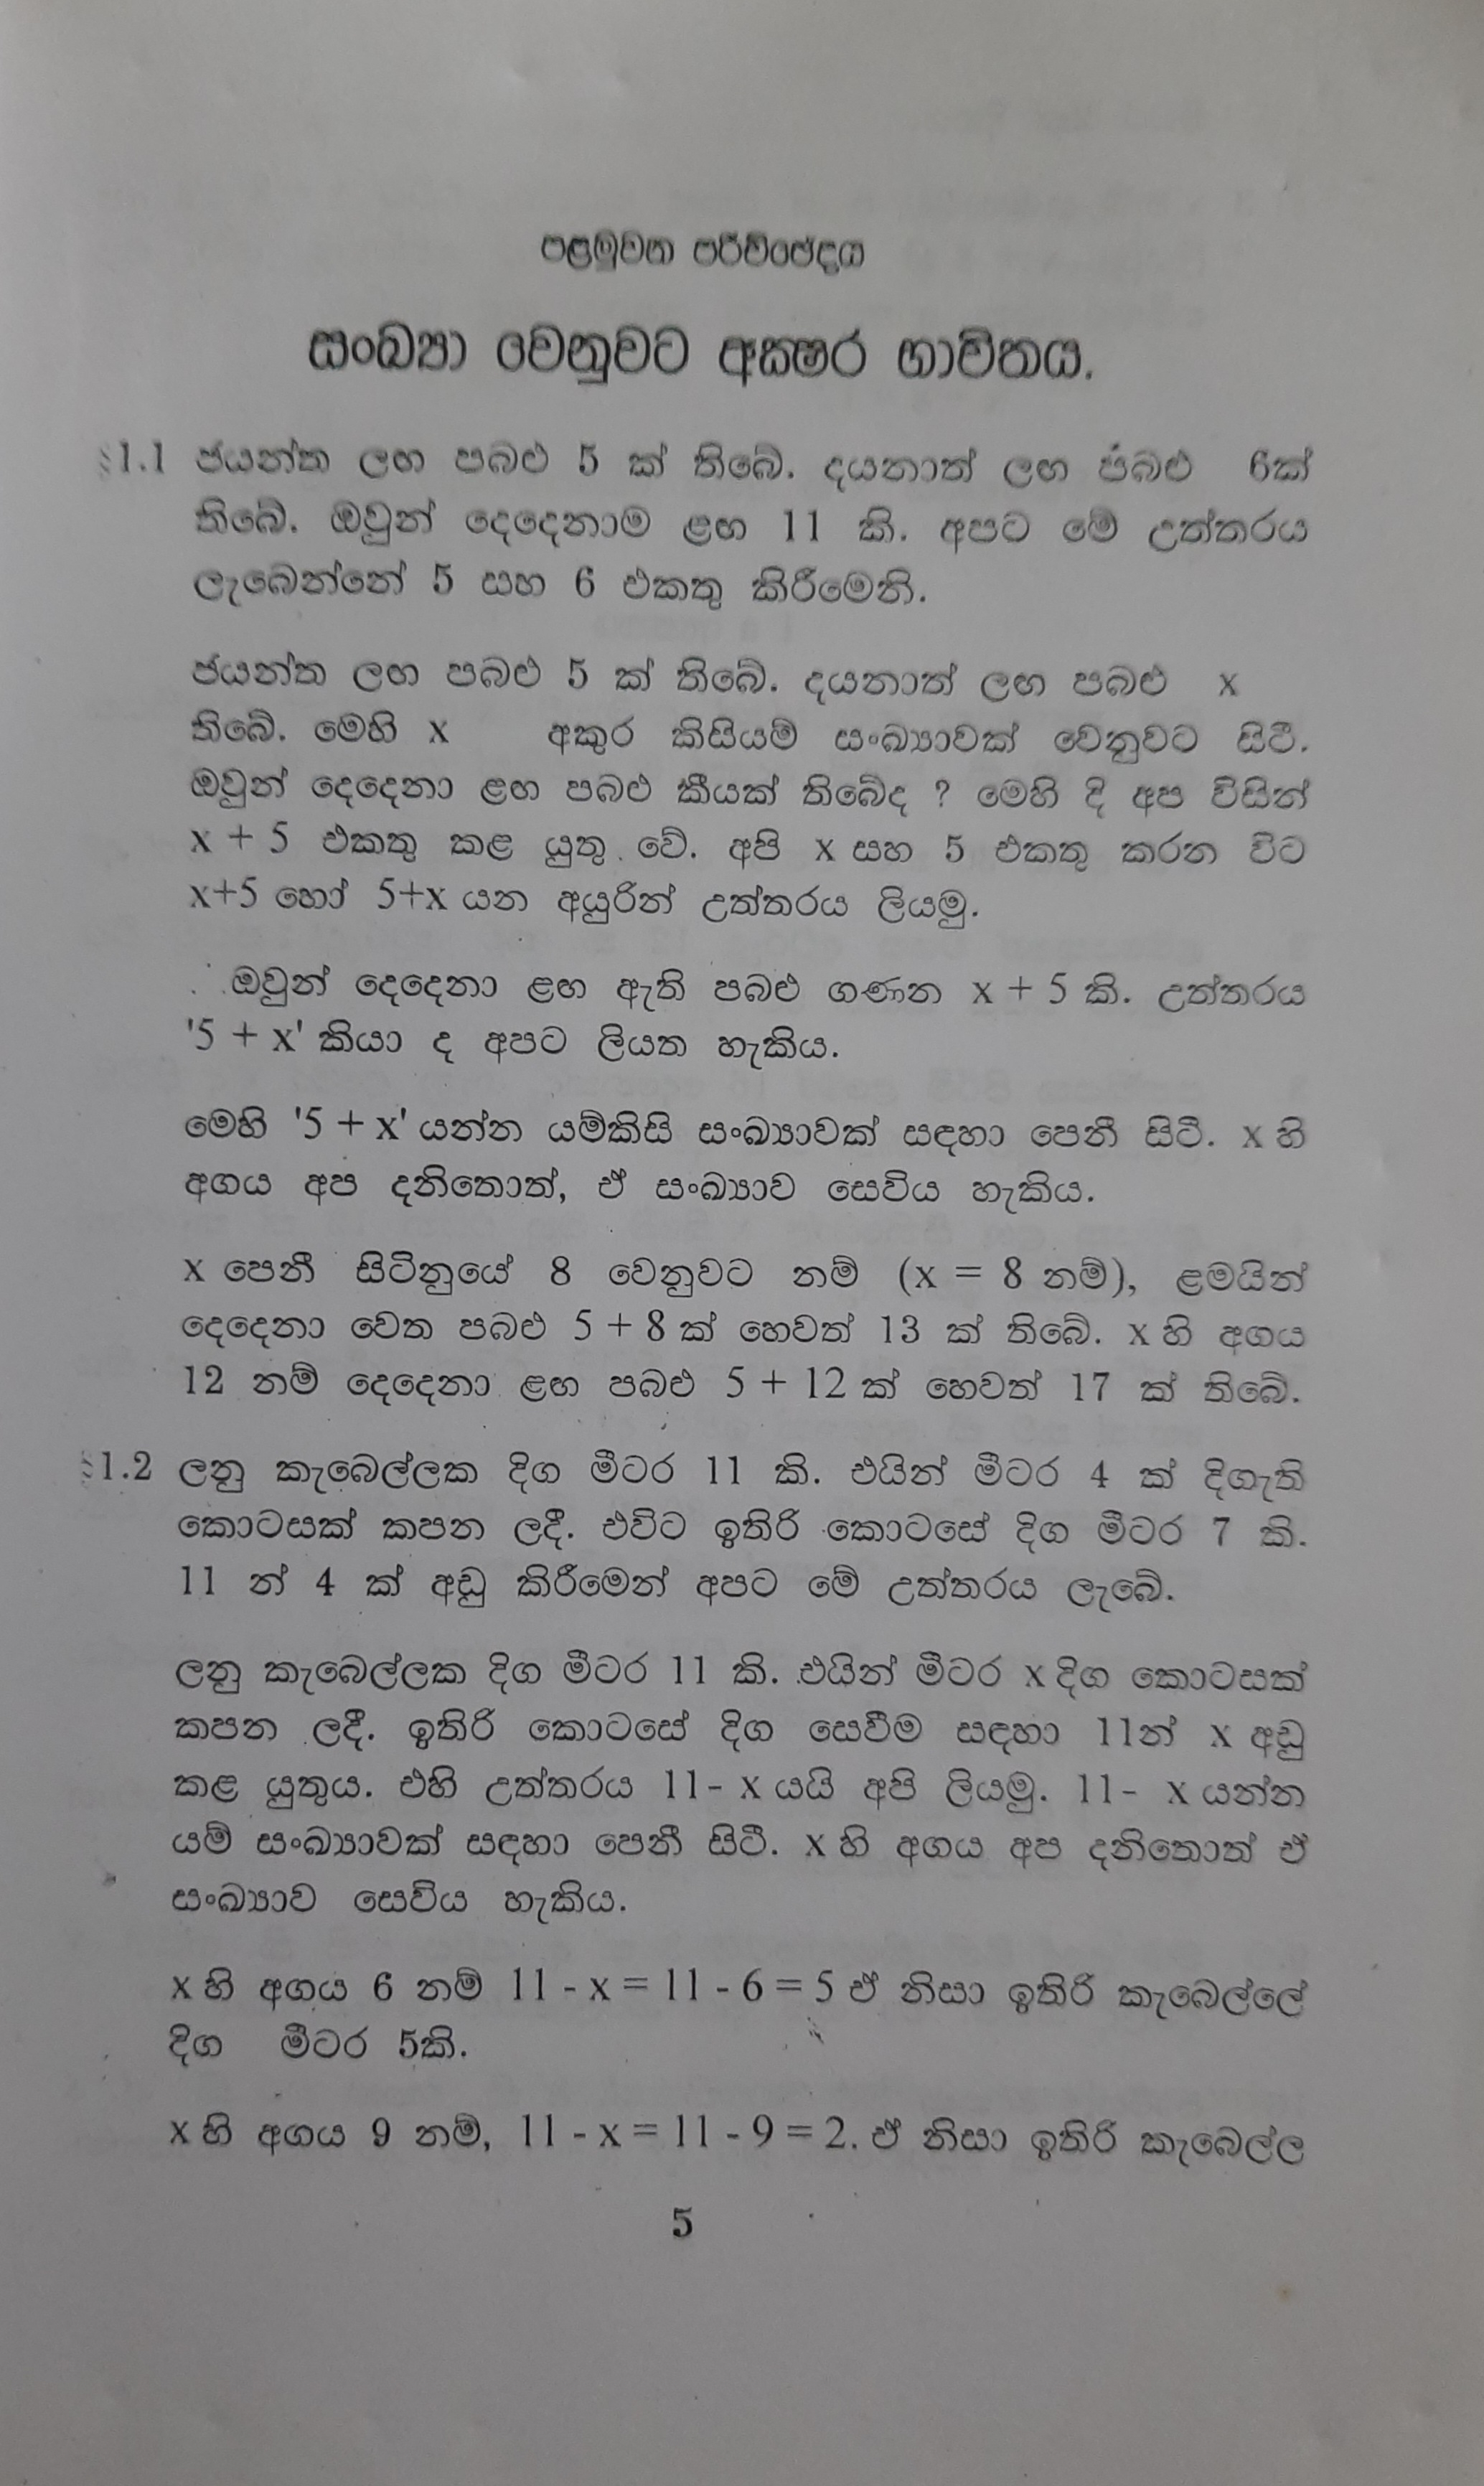 පළමුවන පරිච්ඡේදය
සංඛ්‍යා වෙනුවට අක්‍ෂර භාවිතය.
§1.1 ජයන්ත ලඟ පබළු 5 ක් තිබේ. දයනාත් ලඟ පබළු 6ක්
තිබේ. ඔවුන් දෙදෙනාම ළඟ 11 කි. අපට මේ උත්තරය
ලැබෙන්නේ 5 සහ 6 එකතු කිරීමෙනි.
ජයන්ත ලඟ පබළු 5 ක් තිබේ. දයනාත් ලඟ පබළු x
තිබේ. මෙහි x අකුර කිසියම් සංඛ්‍යාවක් වෙනුවට සිටී.
ඔවුන් දෙදෙනා ළඟ පබළු කීයක් තිබේද ? මෙහි දි අප විසින්
x + 5 එකතු කළ යුතු වේ. අපි x සහ 5 එකතු කරන විට
x+5 හෝ 5+x යන අයුරින් උත්තරය ලියමු.
∴ ඔවුන් දෙදෙනා ළඟ ඇති පබළු ගණන x + 5 කි. උත්තරය
'5 + x' කියා ද අපට ලියත හැකිය.
මෙහි '5 + x' යන්න යම්කිසි සංඛ්‍යාවක් සඳහා පෙනී සිටී. x හි
අගය අප දනිතොත්, ඒ සංඛ්‍යාව සෙවිය හැකිය.
x පෙනී සිටිනුයේ 8 වෙනුවට නම් (x = 8 නම්), ළමයින්
දෙදෙනා වෙත පබළු 5 + 8 ක් හෙවත් 13 ක් තිබේ. x හි අගය
12 නම් දෙදෙනා ළඟ පබළු 5 + 12 ක් හෙවත් 17 ක් තිබේ.
§1.2 ලනු කැබෙල්ලක දිග මීටර 11 කි. එයින් මීටර 4 ක් දිගැති
කොටසක් කපන ලදී. එවිට ඉතිරි කොටසේ දිග මීටර 7 කි.
11 න් 4 ක් අඩු කිරීමෙන් අපට මේ උත්තරය ලැබේ.
ලනු කැබෙල්ලක දිග මීටර 11 කි. එයින් මීටර x දිග කොටසක්
කපන ලදී. ඉතිරි කොටසේ දිග සෙවීම සඳහා 11න් x අඩු
කළ යුතුය. එහි උත්තරය 11- x යයි අපි ලියමු. 11- x යන්න
යම් සංඛ්‍යාවක් සඳහා පෙනී සිටී. x හි අගය අප දනිතොත් ඒ
සංඛ්‍යාව සෙවිය හැකිය.
x හි අගය 6 නම් 11 - x = 11 - 6 = 5 ඒ නිසා ඉතිරි කැබෙල්ලේ
දිග මීටර 5කි.
x හි අගය 9 නම්, 11 - x = 11 - 9 = 2. ඒ නිසා ඉතිරි කැබෙල්ල
5